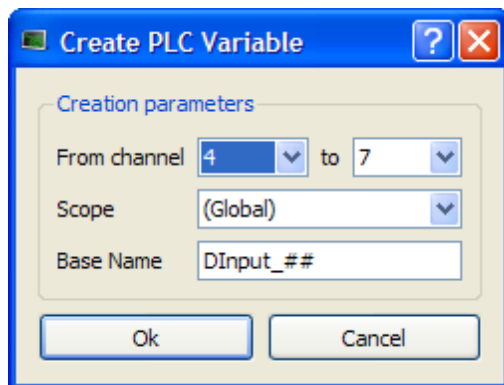 Create PLC Variable ?
Creation parameters
From channel 4 to 7
Scope (Global)
Base Name DInput_##
Ok Cancel